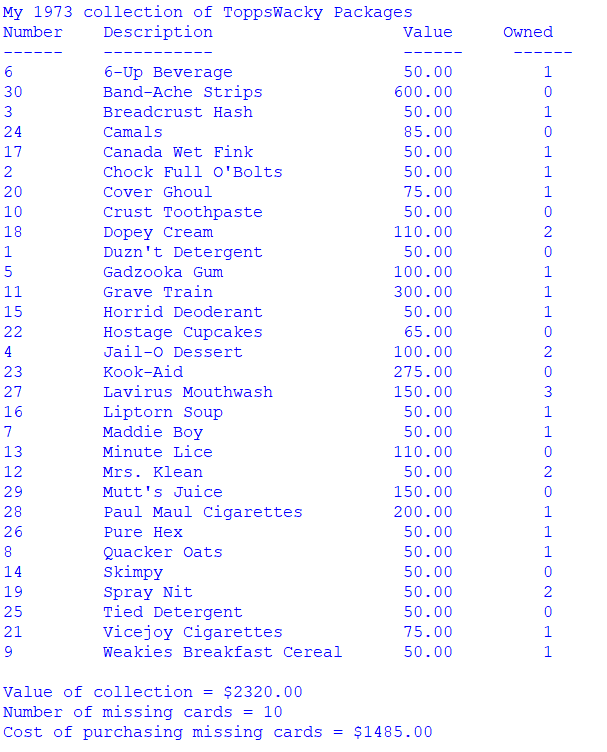 My 1973 collection of ToppsWacky Packages
Number    Description                   Value     Owned
------    -----------                   ------     ------
6         6-Up Beverage                 50.00         1
30        Band-Ache Strips             600.00         0
3         Breadcrust Hash               50.00         1
24        Camals                        85.00         0
17        Canada Wet Fink               50.00         1
2         Chock Full O'Bolts            50.00         1
20        Cover Ghoul                   75.00         1
10        Crust Toothpaste              50.00         0
18        Dopey Cream                  110.00         2
1         Duzn't Detergent              50.00         0
5         Gadzooka Gum                 100.00         1
11        Grave Train                  300.00         1
15        Horrid Deoderant              50.00         1
22        Hostage Cupcakes              65.00         0
4         Jail-O Dessert               100.00         2
23        Kook-Aid                     275.00         0
27        Lavirus Mouthwash            150.00         3
16        Liptorn Soup                  50.00         1
7         Maddie Boy                    50.00         1
13        Minute Lice                  110.00         0
12        Mrs. Klean                    50.00         2
29        Mutt's Juice                 150.00         0
28        Paul Maul Cigarettes         200.00         1
26        Pure Hex                      50.00         1
8         Quacker Oats                  50.00         1
14        Skimpy                        50.00         0
19        Spray Nit                     50.00         2
25        Tied Detergent                50.00         0
21        Vicejoy Cigarettes            75.00         1
9         Weakies Breakfast Cereal      50.00         1

Value of collection = $2320.00
Number of missing cards = 10
Cost of purchasing missing cards = $1485.00